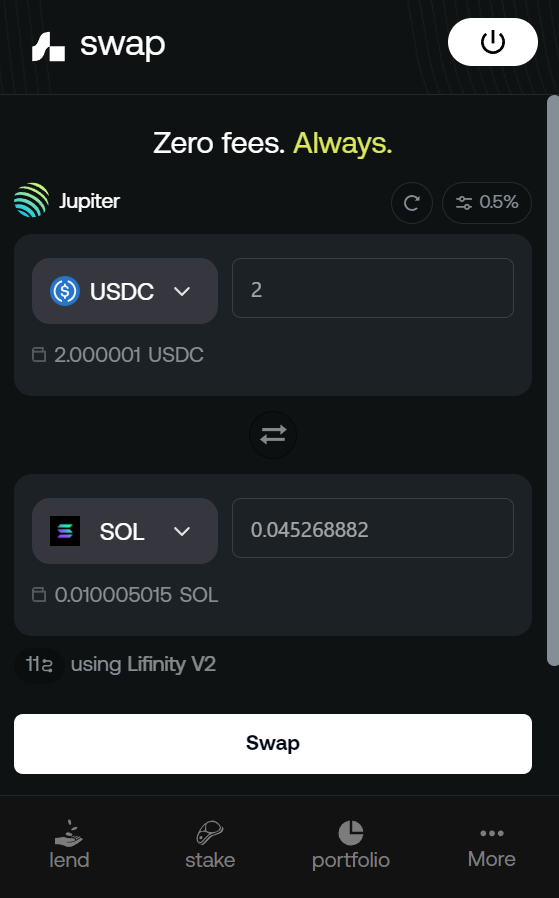 swap
Zero fees. Always.
Jupiter
0.5%
USDC
2
2.000001 USDC
SOL
0.045268882
0.010005015 SOL
11 using Lifinity V2
Swap
lend
stake
portfolio
More